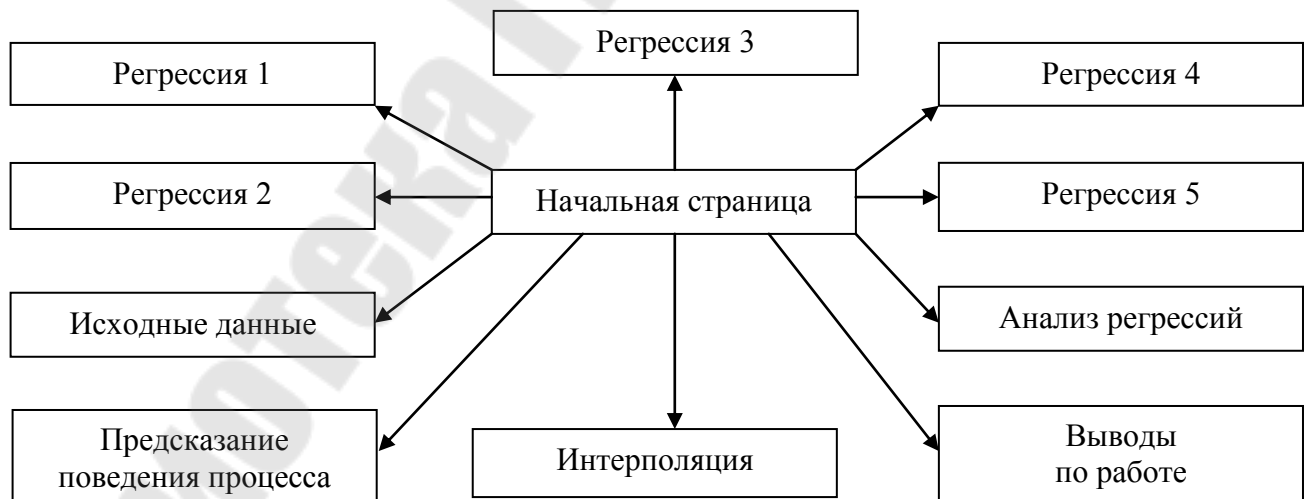 Регрессия 3
Регрессия 1
Регрессия 4
Регрессия 2
Начальная страница
Регрессия 5
Исходные данные
Анализ регрессий
Предсказание
поведения процесса
Интерполяция
Выводы
по работе